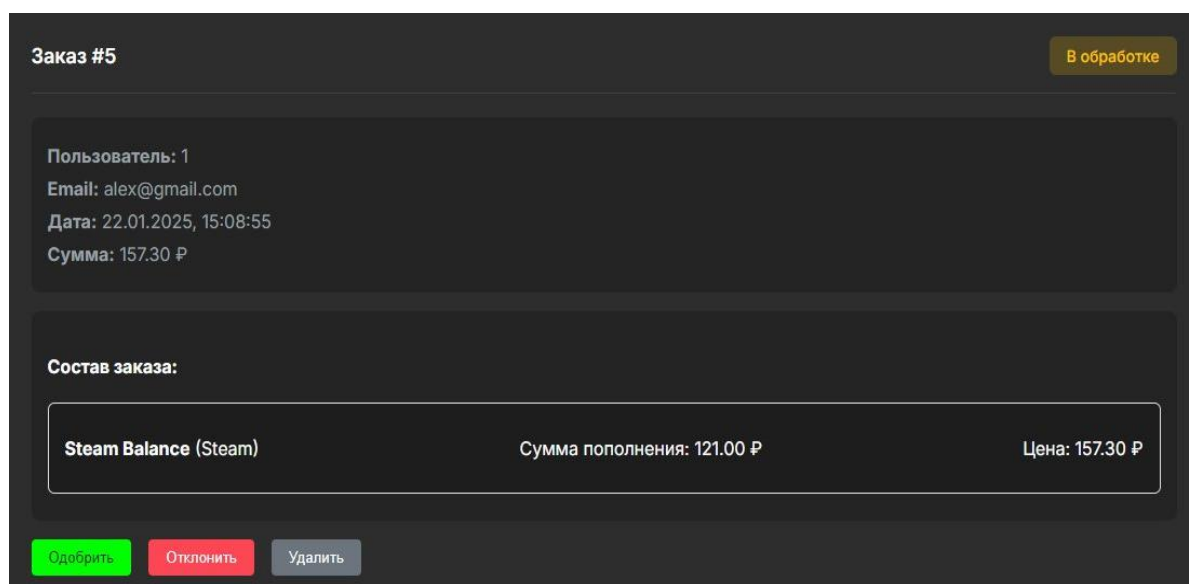 Заказ #5
В обработке
Пользователь: 1
Email: alex@gmail.com
Дата: 22.01.2025, 15:08:55
Сумма: 157.30 ₽
Состав заказа:
Steam Balance (Steam) Сумма пополнения: 121.00 ₽ Цена: 157.30 ₽
Одобрить Отклонить Удалить